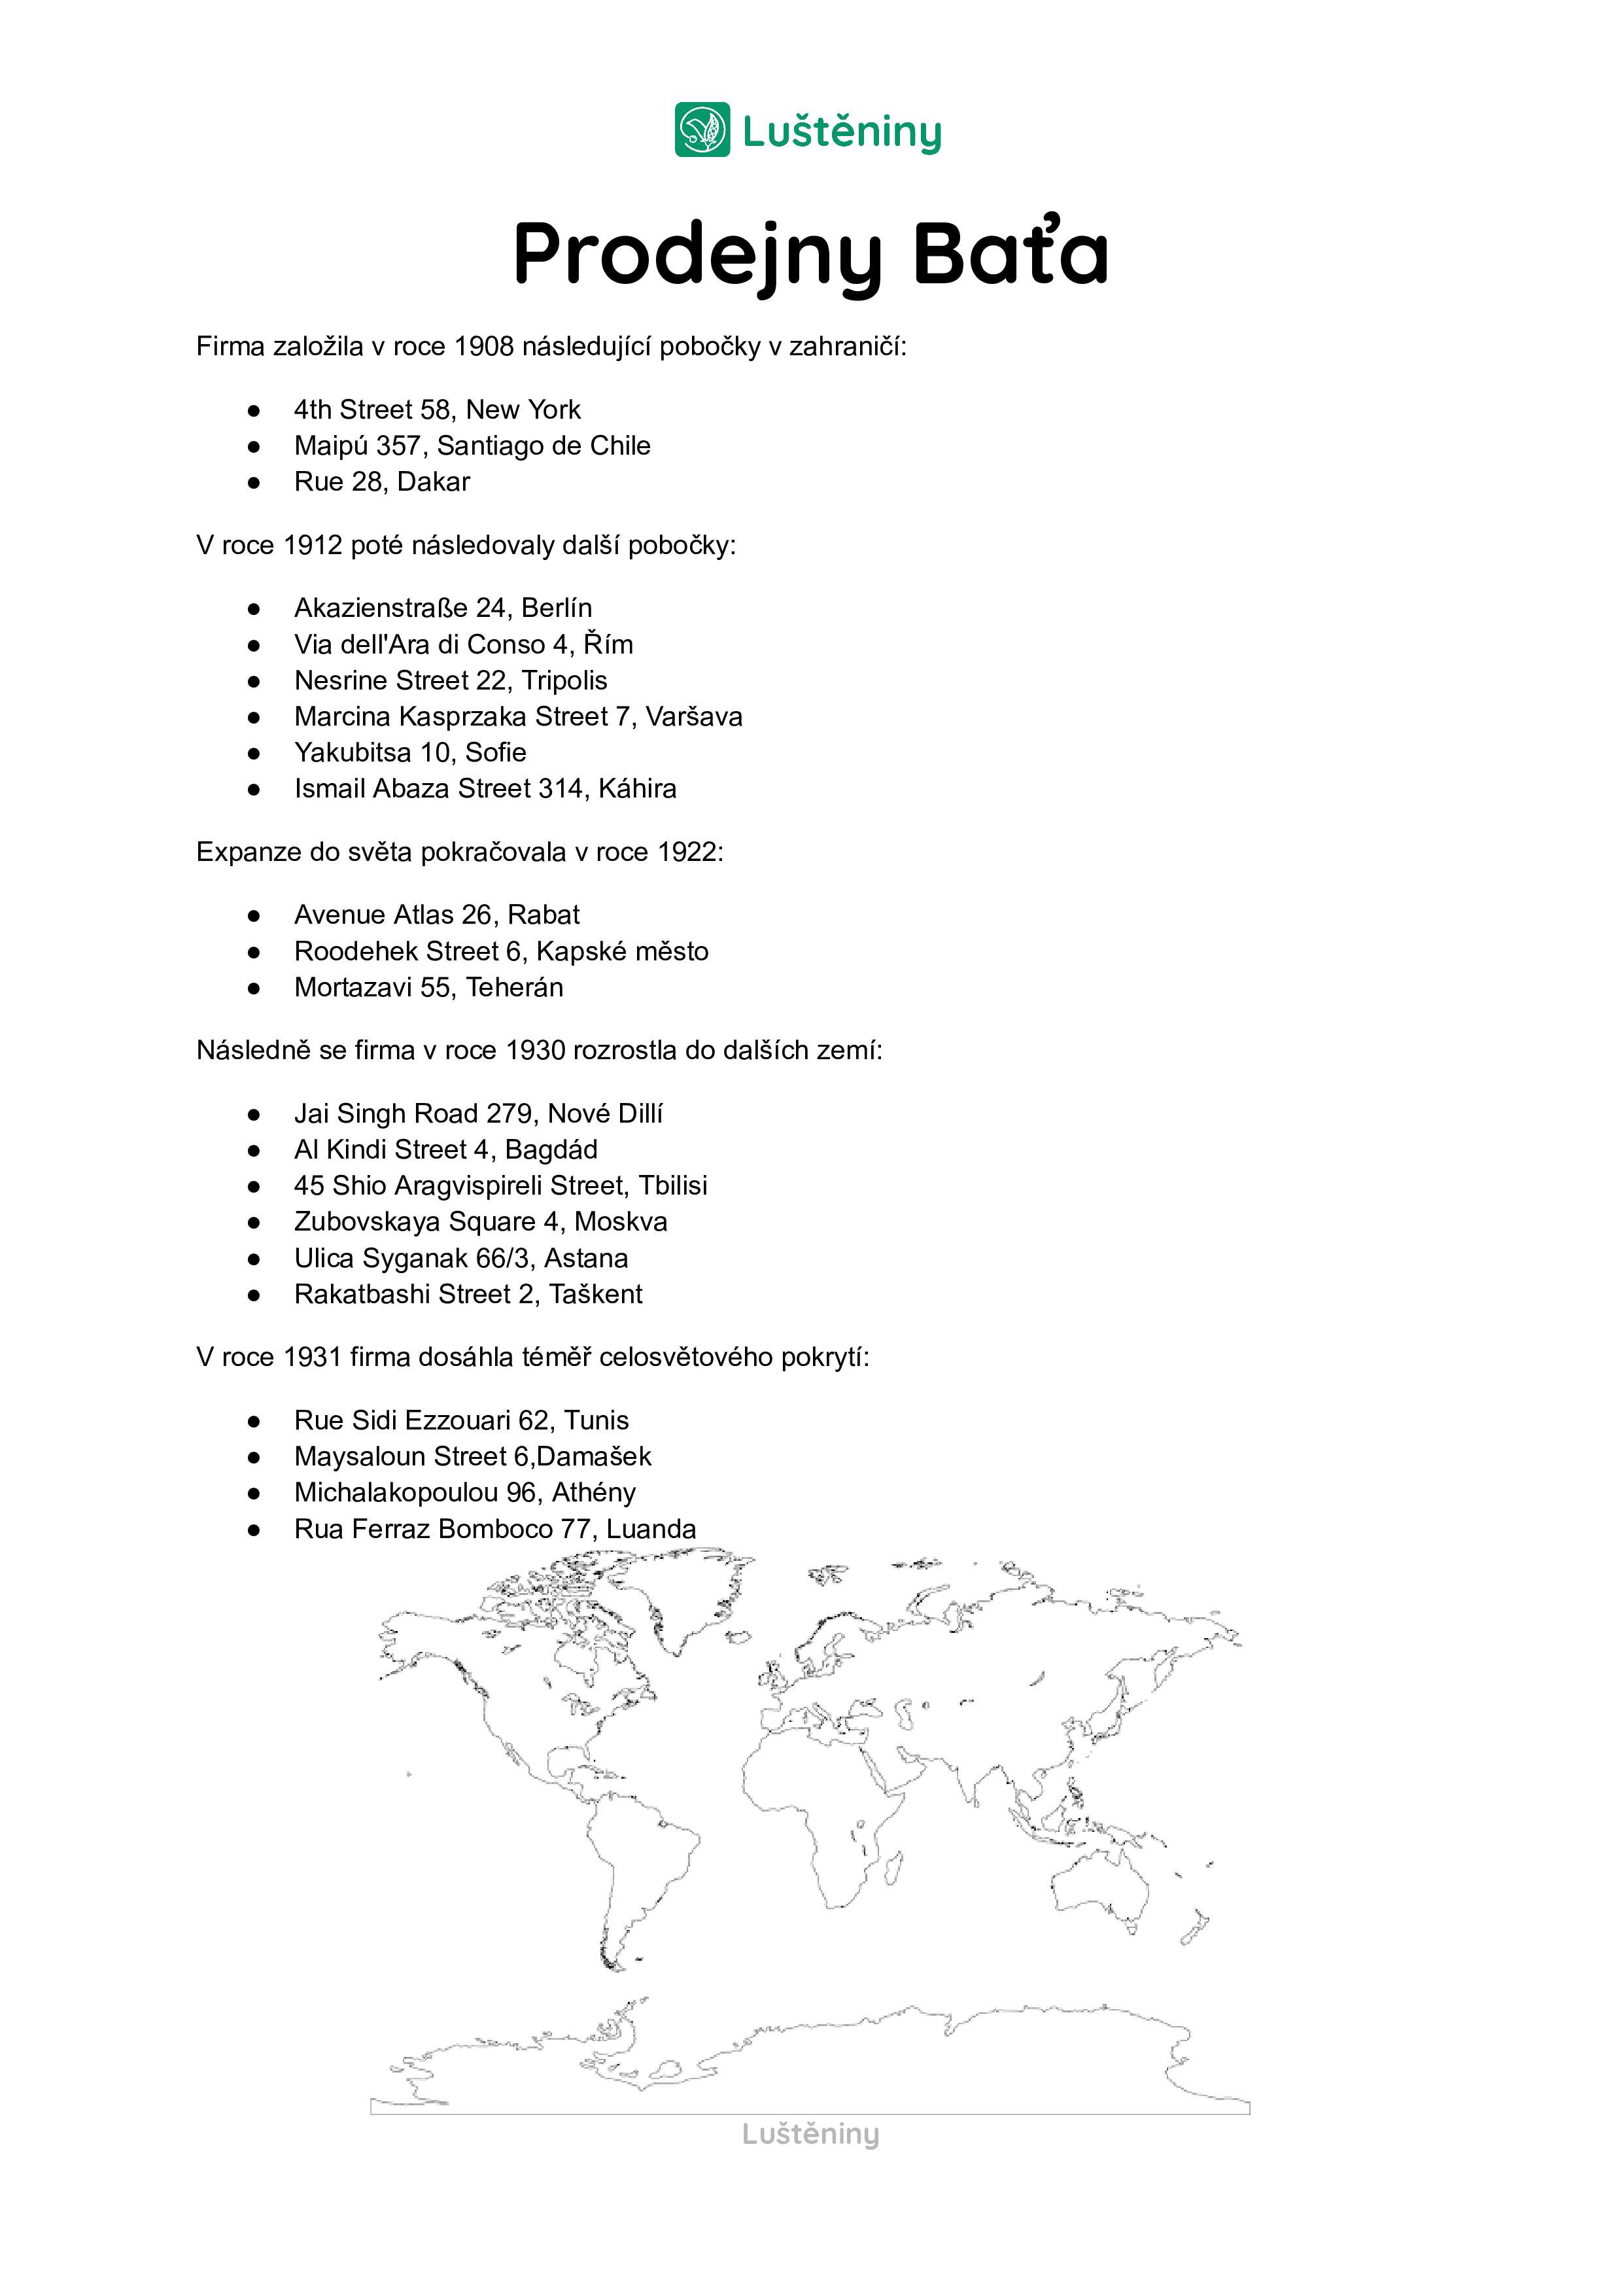 Luštěniny
Prodejny Baťa
Firma založila v roce 1908 následující pobočky v zahraničí:
● 4th Street 58, New York
● Maipú 357, Santiago de Chile
● Rue 28, Dakar
V roce 1912 poté následovaly další pobočky:
● Akazienstraße 24, Berlín
● Via dell'Ara di Conso 4, Řím
● Nesrine Street 22, Tripolis
● Marcina Kasprzaka Street 7, Varšava
● Yakubitsa 10, Sofie
● Ismail Abaza Street 314, Káhira
Expanze do světa pokračovala v roce 1922:
● Avenue Atlas 26, Rabat
● Roodehek Street 6, Kapské město
● Mortazavi 55, Teherán
Následně se firma v roce 1930 rozrostla do dalších zemí:
● Jai Singh Road 279, Nové Dillí
● Al Kindi Street 4, Bagdád
● 45 Shio Aragvispireli Street, Tbilisi
● Zubovskaya Square 4, Moskva
● Ulica Syganak 66/3, Astana
● Rakatbashi Street 2, Taškent
V roce 1931 firma dosáhla téměř celosvětového pokrytí:
● Rue Sidi Ezzouari 62, Tunis
● Maysaloun Street 6,Damašek
● Michalakopoulou 96, Athény
● Rua Ferraz Bomboco 77, Luanda
Luštěniny